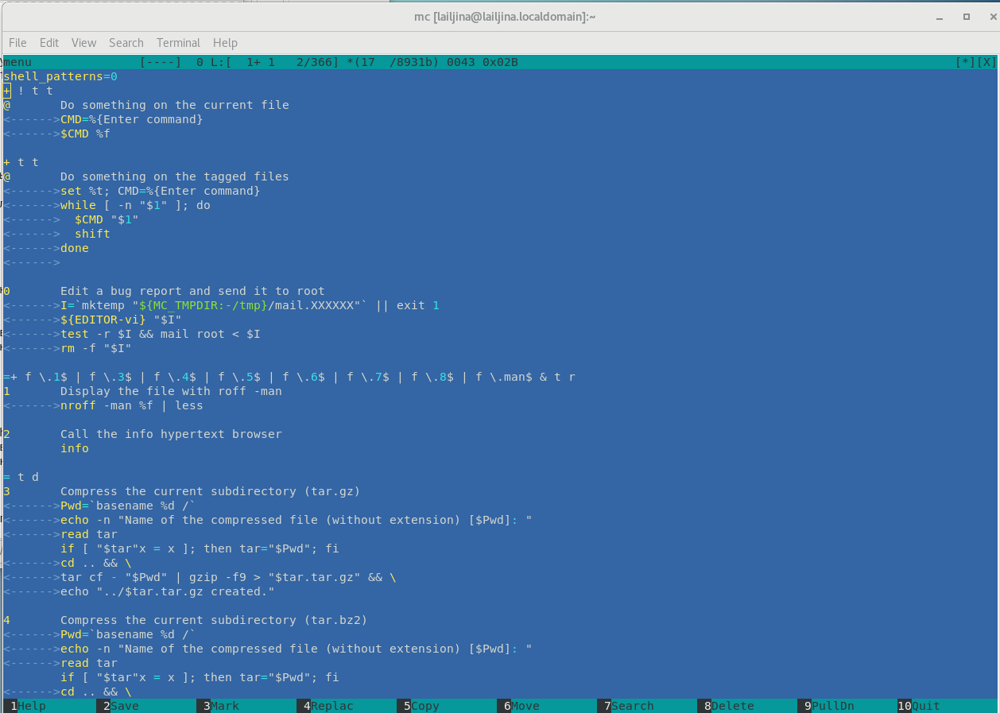 mc [lailjina@lailjina.localdomain]:~
File Edit View Search Terminal Help
menu [----] 0 L:[ 1+ 1 2/366] *(17 /8931b) 0043 0x02B [*][X]
shell_patterns=0
+ ! t t
@ Do something on the current file
<------>CMD=%{Enter command}
<------>$CMD %f
+ t t
@ Do something on the tagged files
<------>set %t; CMD=%{Enter command}
<------>while [ -n "$1" ]; do
<------> $CMD "$1"
<------> shift
<------>done
<------>
0 Edit a bug report and send it to root
<------>I=`mktemp "${MC_TMPDIR:-/tmp}/mail.XXXXXX"` || exit 1
<------>${EDITOR-vi} "$I"
<------>test -r $I && mail root < $I
<------>rm -f "$I"
=+ f \.1$ | f \.3$ | f \.4$ | f \.5$ | f \.6$ | f \.7$ | f \.8$ | f \.man$ & t r
1 Display the file with roff -man
<------>nroff -man %f | less
2 Call the info hypertext browser
info
= t d
3 Compress the current subdirectory (tar.gz)
<------>Pwd=`basename %d /`
<------>echo -n "Name of the compressed file (without extension) [$Pwd]: "
<------>read tar
if [ "$tar"x = x ]; then tar="$Pwd"; fi
<------>cd .. && \
<------>tar cf - "$Pwd" | gzip -f9 > "$tar.tar.gz" && \
<------>echo "../$tar.tar.gz created."
4 Compress the current subdirectory (tar.bz2)
<------>Pwd=`basename %d /`
<------>echo -n "Name of the compressed file (without extension) [$Pwd]: "
<------>read tar
if [ "$tar"x = x ]; then tar="$Pwd"; fi
<------>cd .. && \
1Help 2Save 3Mark 4Replac 5Copy 6Move 7Search 8Delete 9PullDn 10Quit